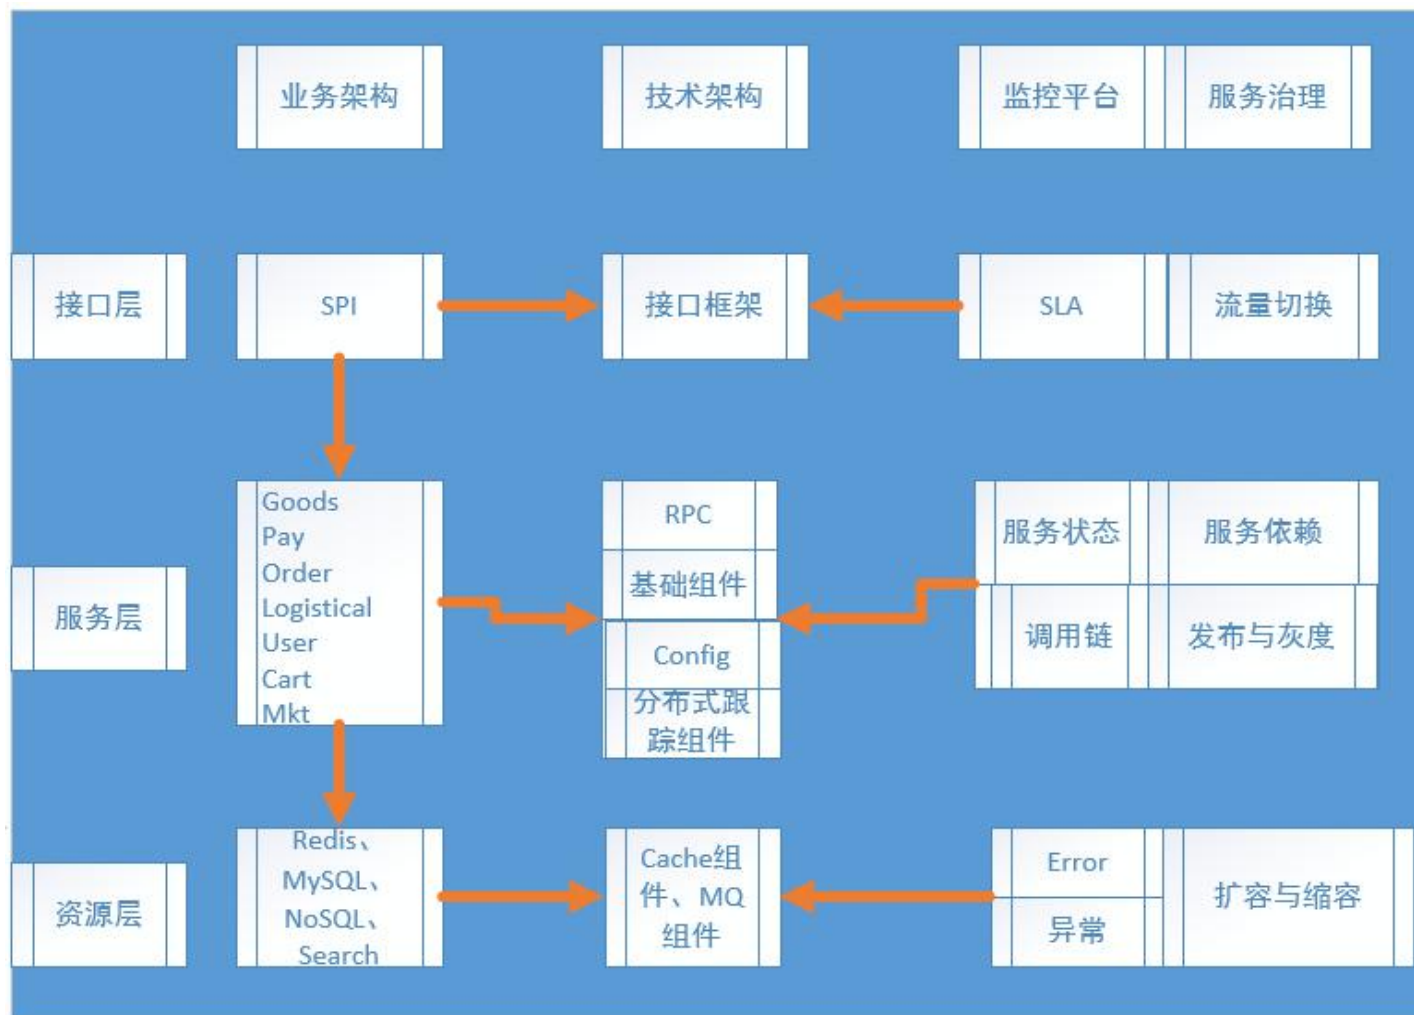 业务架构
技术架构
监控平台
服务治理
接口层
SPI
接口框架
SLA
流量切换
服务层
Goods
Pay
Order
Logistical
User
Cart
Mkt
RPC
基础组件
Config
分布式跟
踪组件
服务状态
服务依赖
调用链
发布与灰度
资源层
Redis、
MySQL、
NoSQL、
Search
Cache组
件、MQ
组件
Error
异常
扩容与缩容